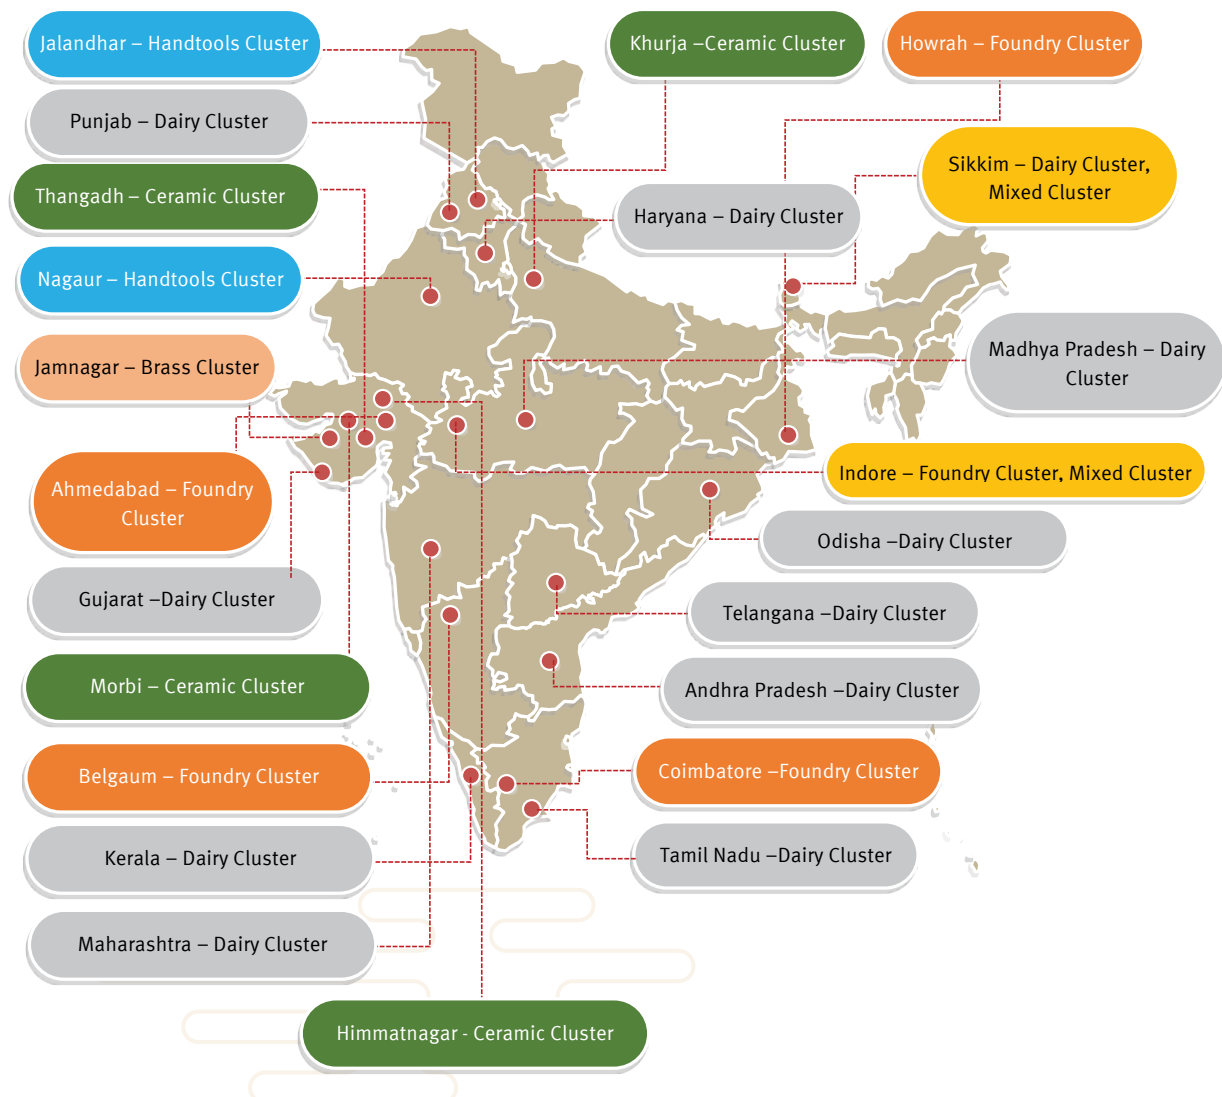 Jalandhar – Handtools Cluster
Khurja –Ceramic Cluster
Howrah – Foundry Cluster
Punjab – Dairy Cluster
Sikkim – Dairy Cluster,
Mixed Cluster
Thangadh – Ceramic Cluster
Haryana – Dairy Cluster
Nagaur – Handtools Cluster
Madhya Pradesh – Dairy
Cluster
Jamnagar – Brass Cluster
Indore – Foundry Cluster, Mixed Cluster
Ahmedabad – Foundry
Cluster
Odisha –Dairy Cluster
Gujarat –Dairy Cluster
Telangana –Dairy Cluster
Morbi – Ceramic Cluster
Andhra Pradesh –Dairy Cluster
Belgaum – Foundry Cluster
Coimbatore –Foundry Cluster
Kerala – Dairy Cluster
Tamil Nadu –Dairy Cluster
Maharashtra – Dairy Cluster
Himmatnagar - Ceramic Cluster